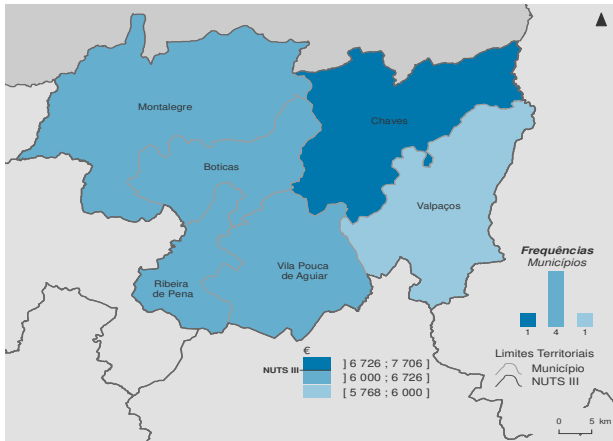 Montalegre
Chaves
Boticas
Valpaços
Vila Pouca
de Aguiar
Ribeira
de Pena
Frequências
Municípios
1
4
1
€
NUTS III
] 6 726 ; 7 706 ]
] 6 000 ; 6 726 ]
[ 5 768 ; 6 000 ]
Limites Territoriais
Município
NUTS III
0 5 km